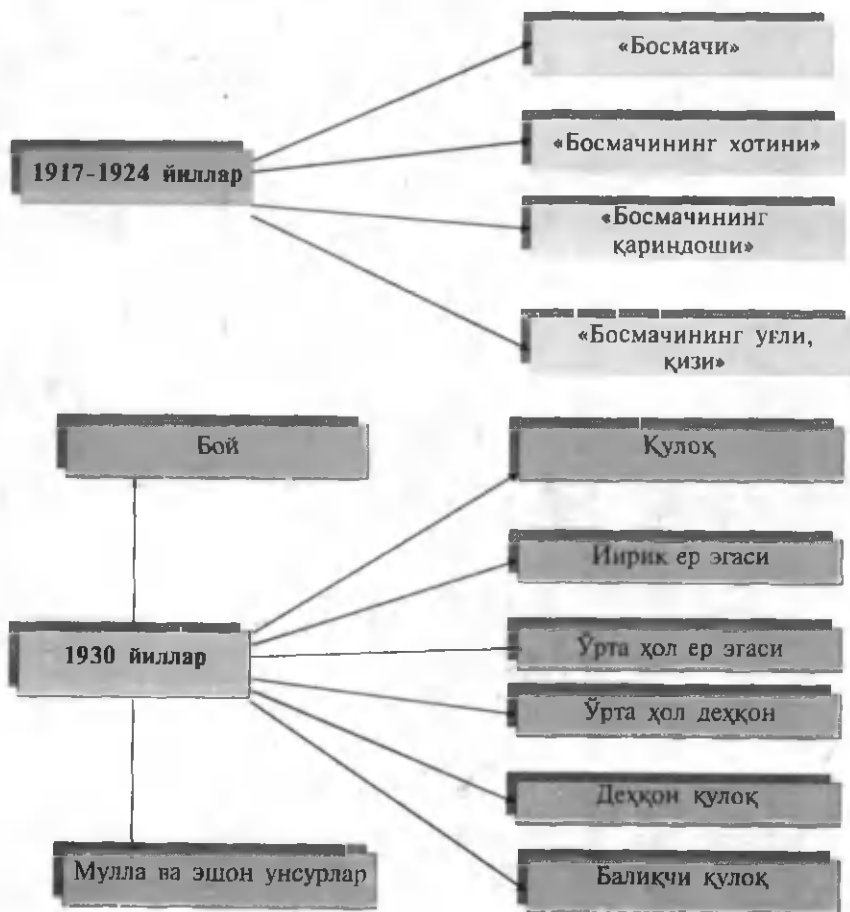 «Босмачи»
1917-1924 йиллар
«Босмачининг хотини»
«Босмачининг
қариндоши»
«Босмачининг уғли,
қизи»
Бой
Қулоқ
Йирик ер эгаси
1930 йиллар
Ўрта ҳол ер эгаси
Ўрта ҳол деҳқон
Деҳқон қулоқ
Мулла ва эшон унсурлар
Балиқчи қулоқ